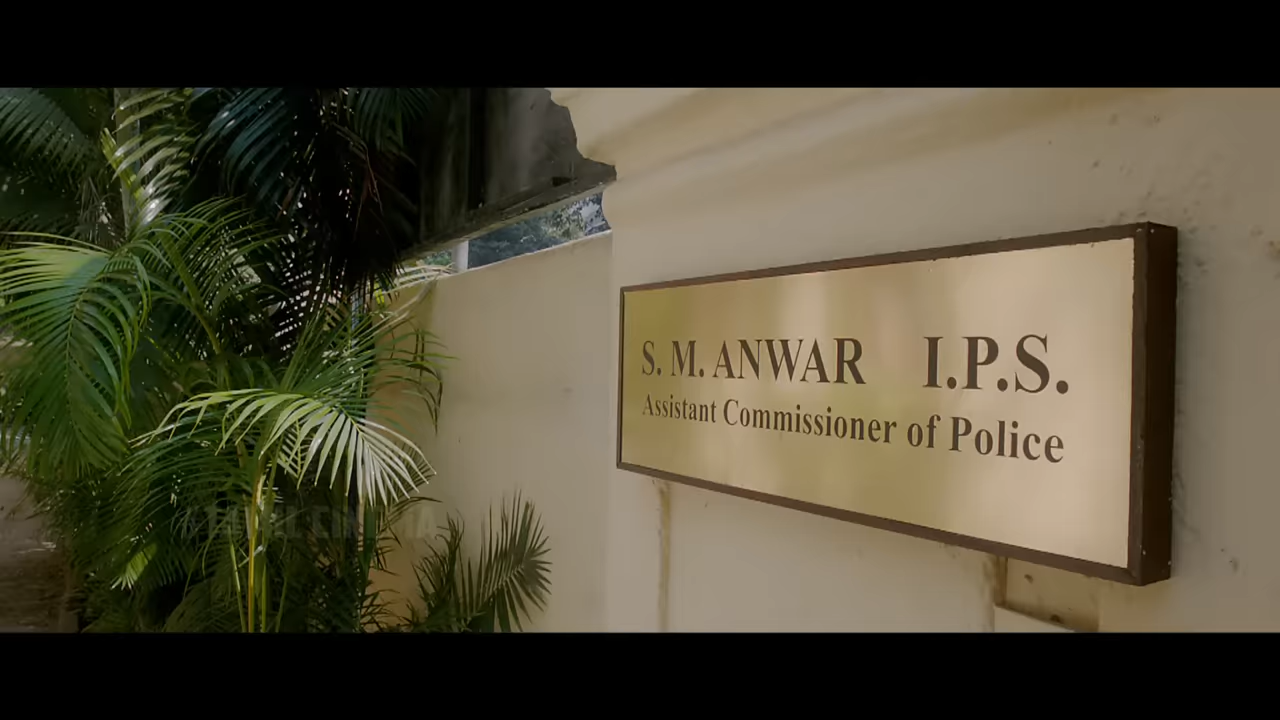 S. M. ANWAR I.P.S.
Assistant Commissioner of Police